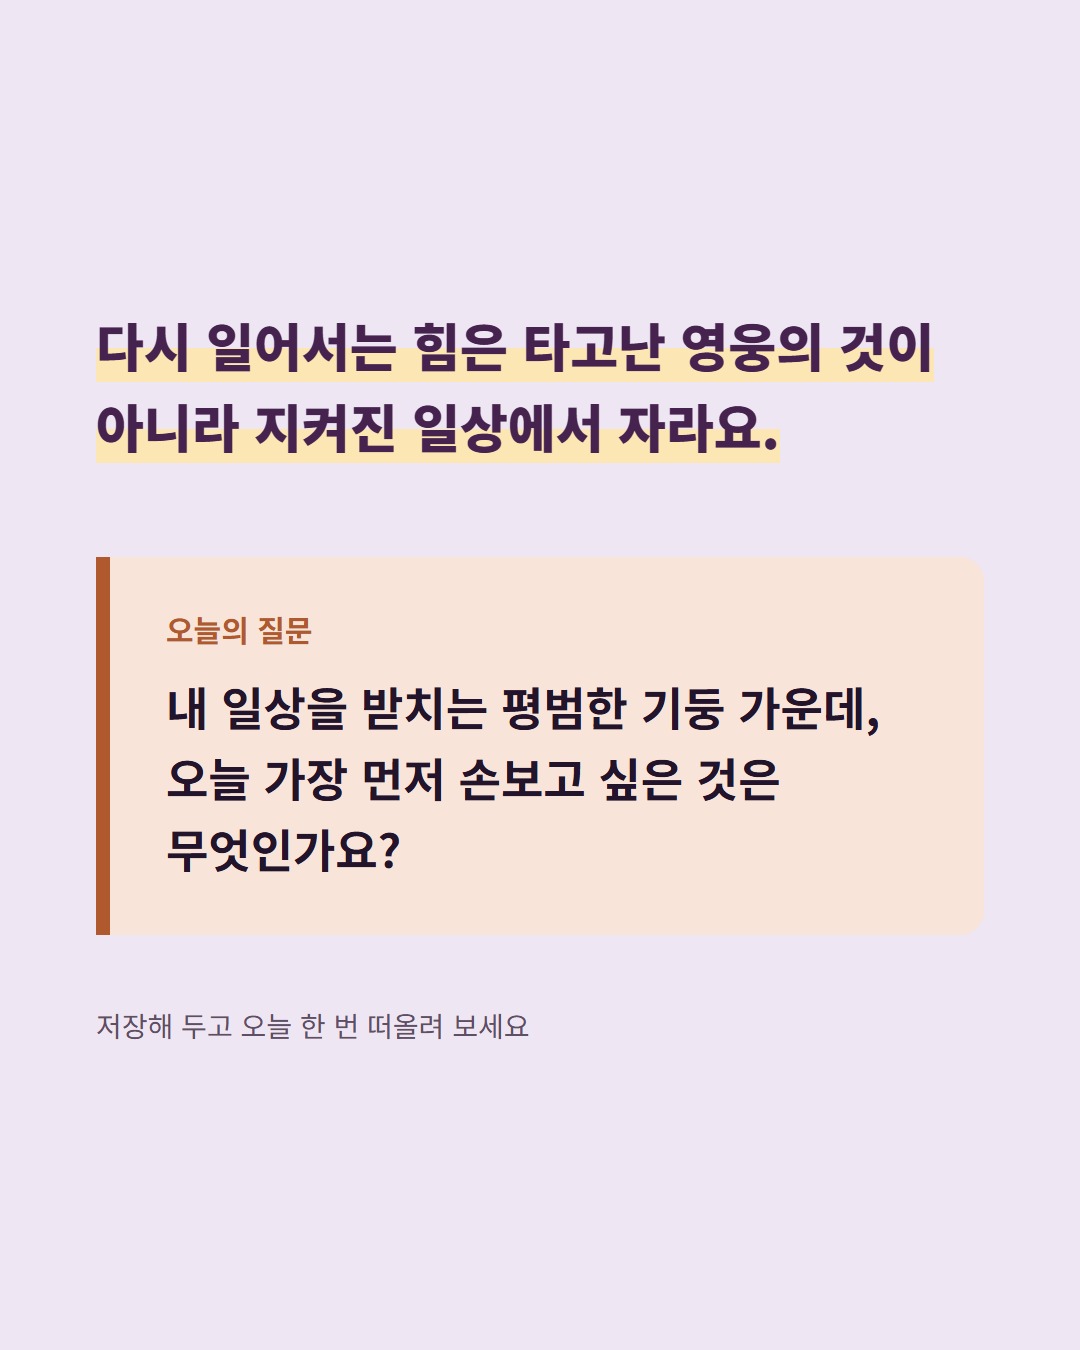 다시 일어서는 힘은 타고난 영웅의 것이
아니라 지켜진 일상에서 자라요.
오늘의 질문
내 일상을 받치는 평범한 기둥 가운데,
오늘 가장 먼저 손보고 싶은 것은
무엇인가요?
저장해 두고 오늘 한 번 떠올려 보세요